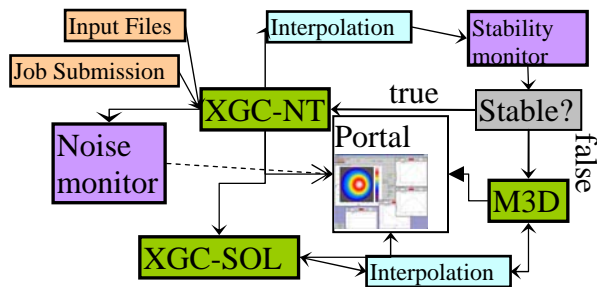 Input Files
Interpolation
Stability
monitor
Job Submission
XGC-NT
true
Stable?
Noise
monitor
Portal
false
M3D
XGC-SOL
Interpolation